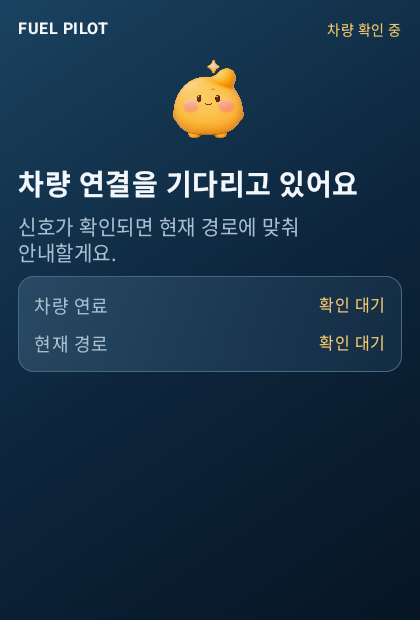 FUEL PILOT
차량 확인 중
차량 연결을 기다리고 있어요
신호가 확인되면 현재 경로에 맞춰
안내할게요.
차량 연료 확인 대기
현재 경로 확인 대기